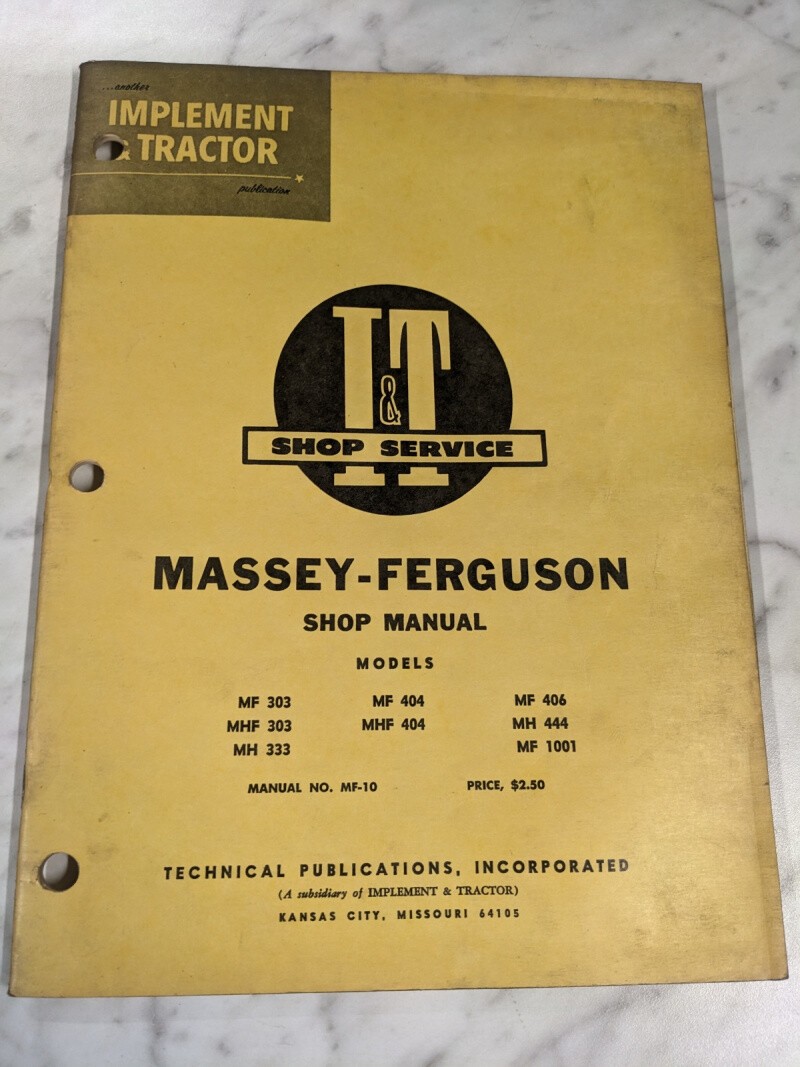 ...another
IMPLEMENT
& TRACTOR
publication
I&T
SHOP SERVICE
MASSEY-FERGUSON
SHOP MANUAL
MODELS
MF 303 MF 404 MF 406
MHF 303 MHF 404 MH 444
MH 333 MF 1001
MANUAL NO. MF-10 PRICE, $2.50
TECHNICAL PUBLICATIONS, INCORPORATED
(A subsidiary of IMPLEMENT & TRACTOR)
KANSAS CITY, MISSOURI 64105